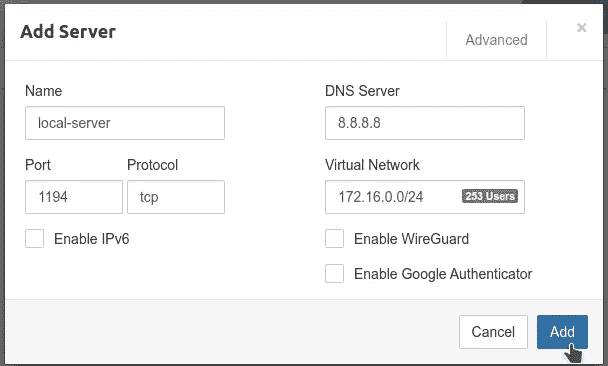 Add Server
Advanced
×
Name
local-server
DNS Server
8.8.8.8
Port
Protocol
1194
tcp
Virtual Network
172.16.0.0/24
253 Users
Enable IPv6
Enable WireGuard
Enable Google Authenticator
Cancel
Add